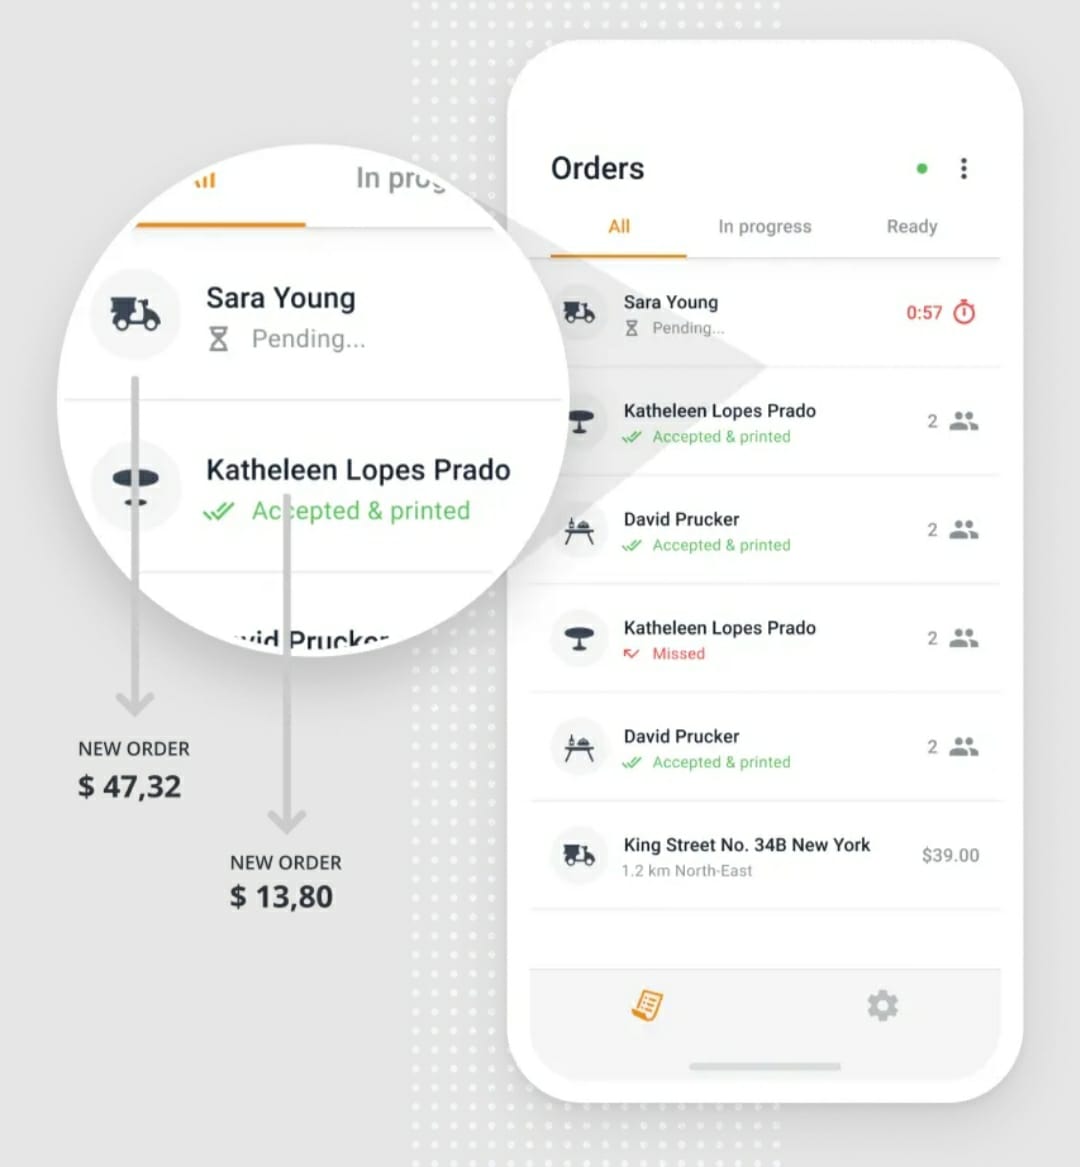 In prog
Sara Young
Pending...
Katheleen Lopes Prado
Accepted & printed
vid Prucker
NEW ORDER
$ 47,32
NEW ORDER
$ 13,80
Orders
All
In progress
Ready
Sara Young
Pending...
0:57
Katheleen Lopes Prado
Accepted & printed
2
David Prucker
Accepted & printed
2
Katheleen Lopes Prado
Missed
2
David Prucker
Accepted & printed
2
King Street No. 34B New York
1.2 km North-East
$39.00